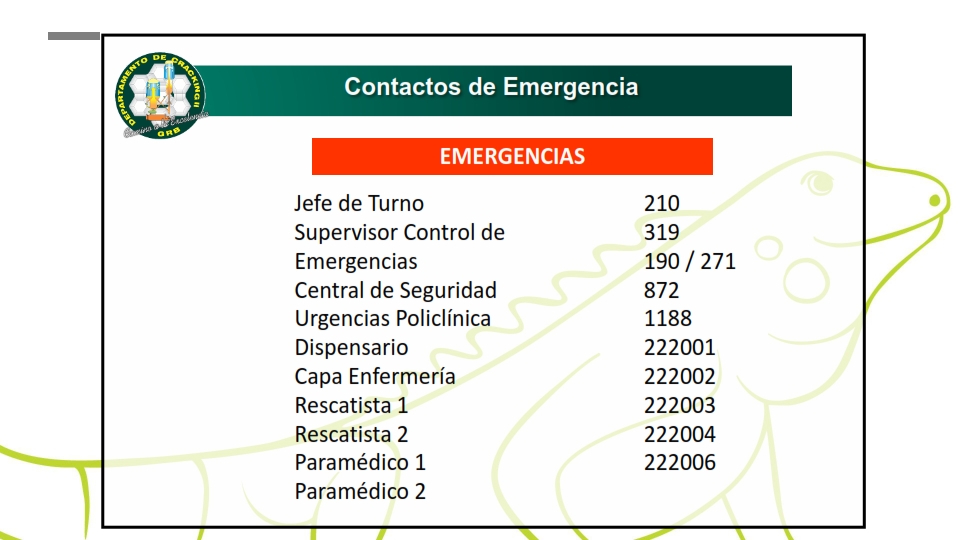 DEPARTAMENTO DE CRACKING II
Camino a la Excelencia
GRB
Contactos de Emergencia
EMERGENCIAS
Jefe de Turno 210
Supervisor Control de 319
Emergencias 190 / 271
Central de Seguridad 872
Urgencias Policlínica 1188
Dispensario 222001
Capa Enfermería 222002
Rescatista 1 222003
Rescatista 2 222004
Paramédico 1 222006
Paramédico 2